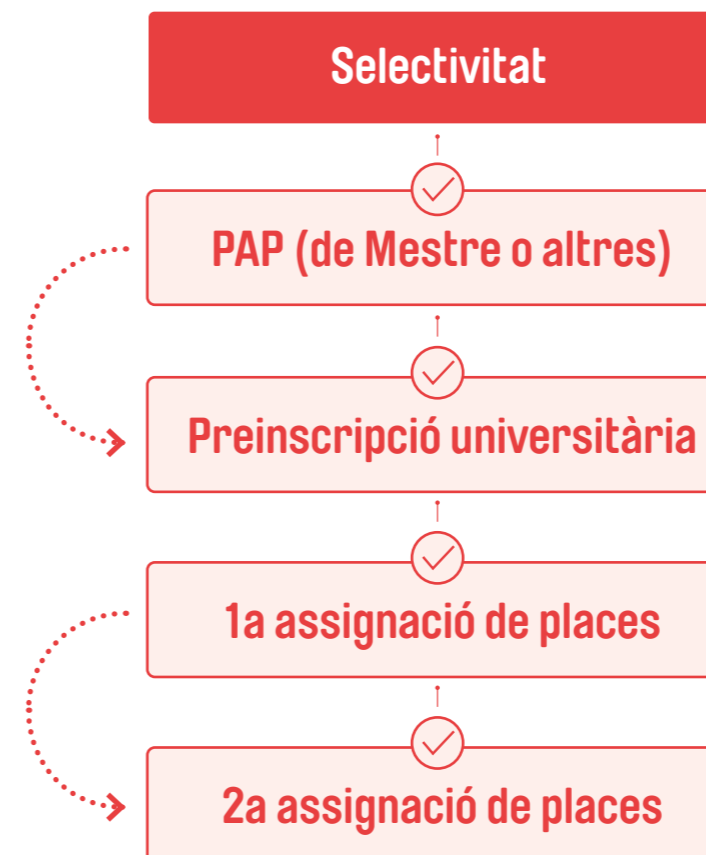 Selectivitat
PAP (de Mestre o altres)
Preinscripció universitària
1a assignació de places
2a assignació de places